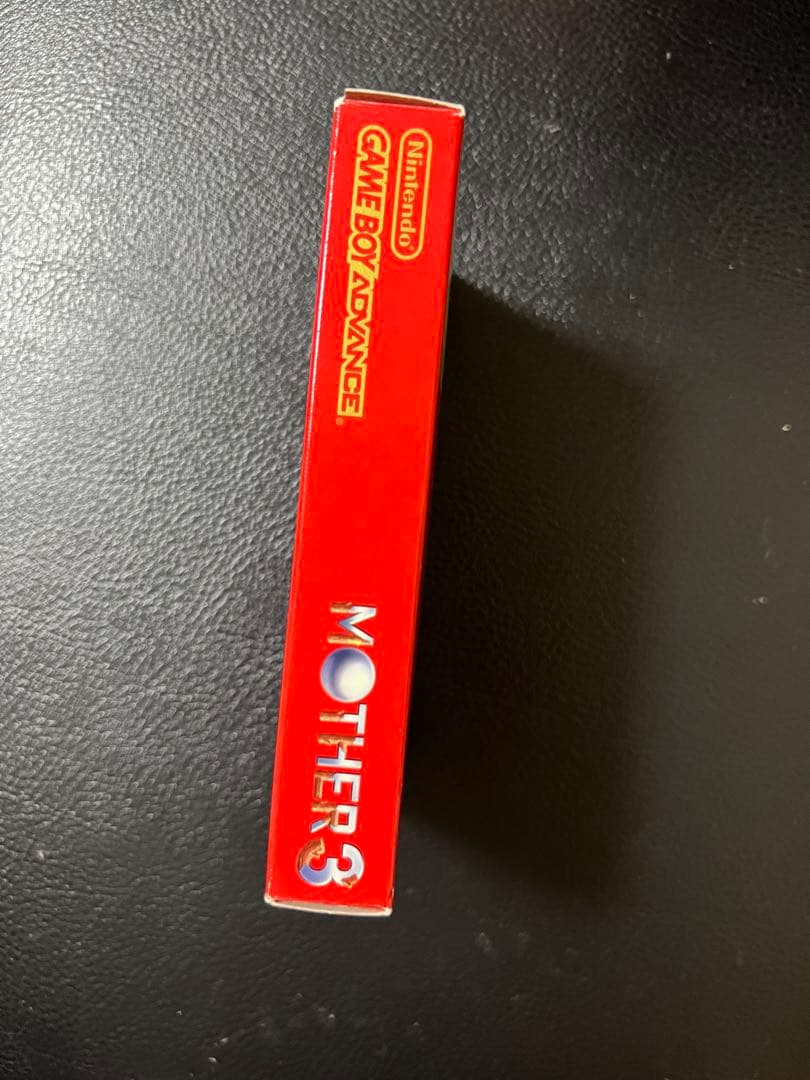 Nintendo®
GAME BOY ADVANCE®
MOTHER 3